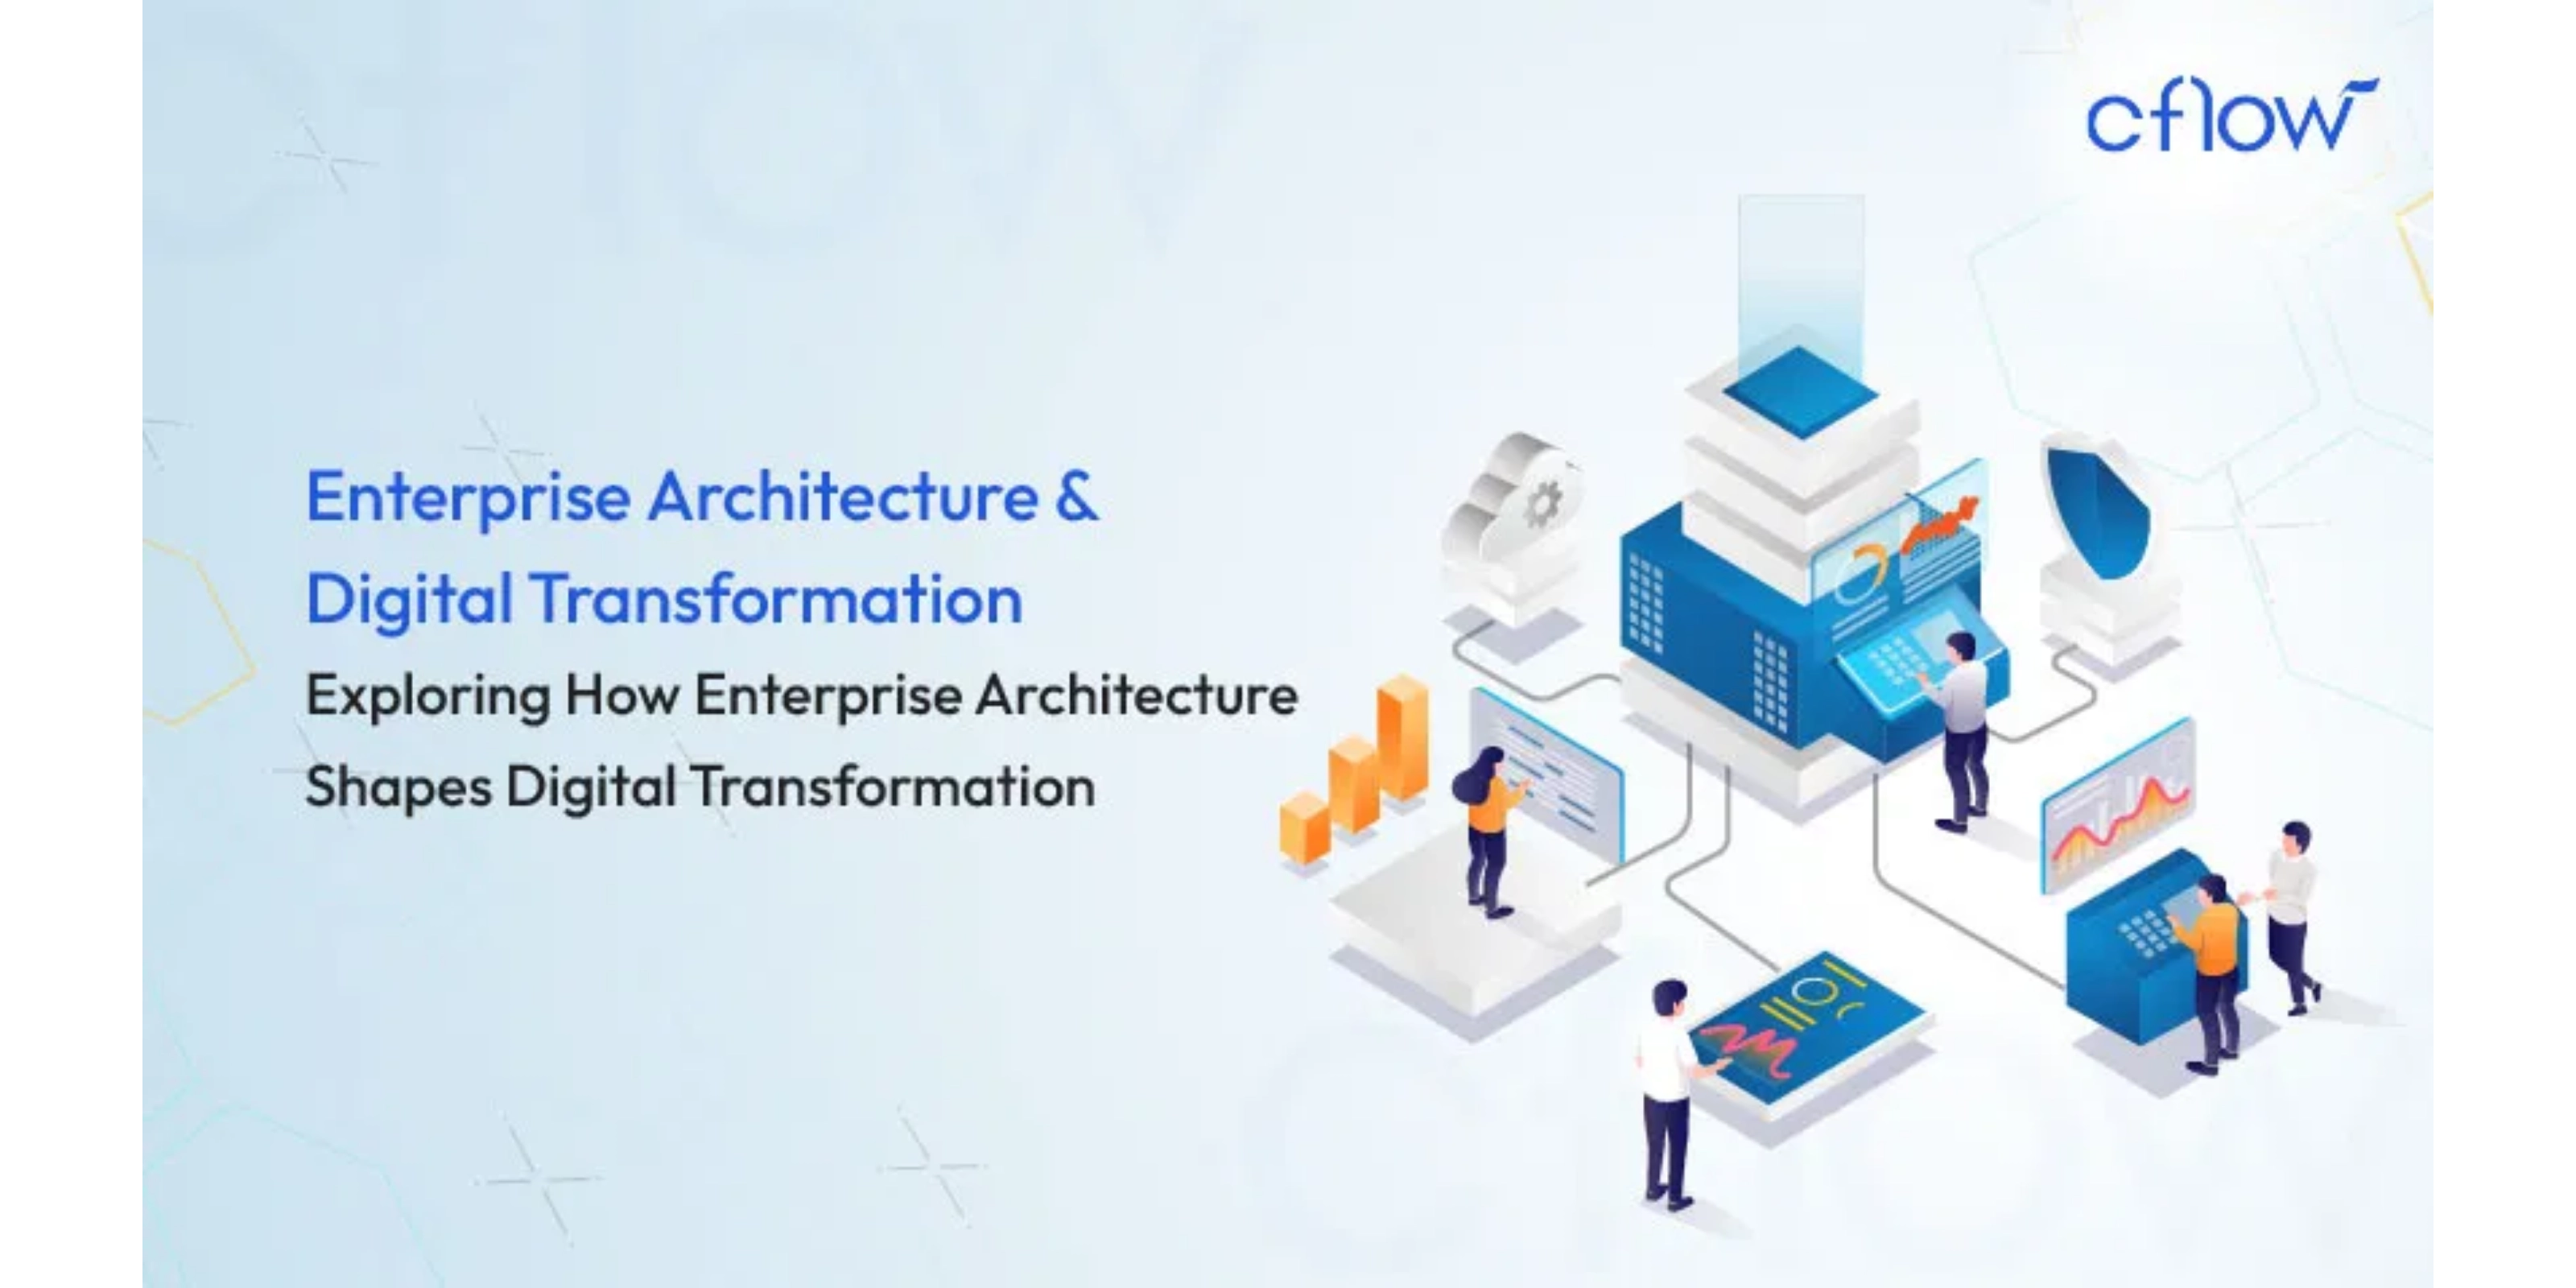 cflow
Enterprise Architecture &
Digital Transformation
Exploring How Enterprise Architecture
Shapes Digital Transformation